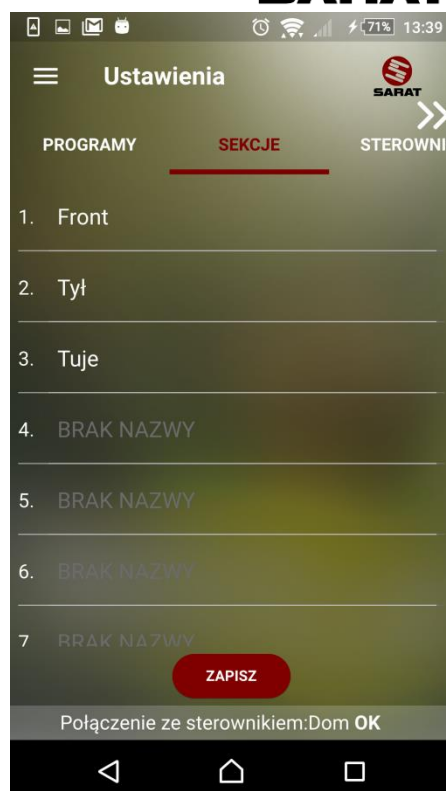 71% 13:39
Ustawienia
SARAT
PROGRAMY SEKCJE STEROWNI
1. Front
2. Tył
3. Tuje
4. BRAK NAZWY
5. BRAK NAZWY
6. BRAK NAZWY
7 BRAK NAZWY
ZAPISZ
Połączenie ze sterownikiem:Dom OK